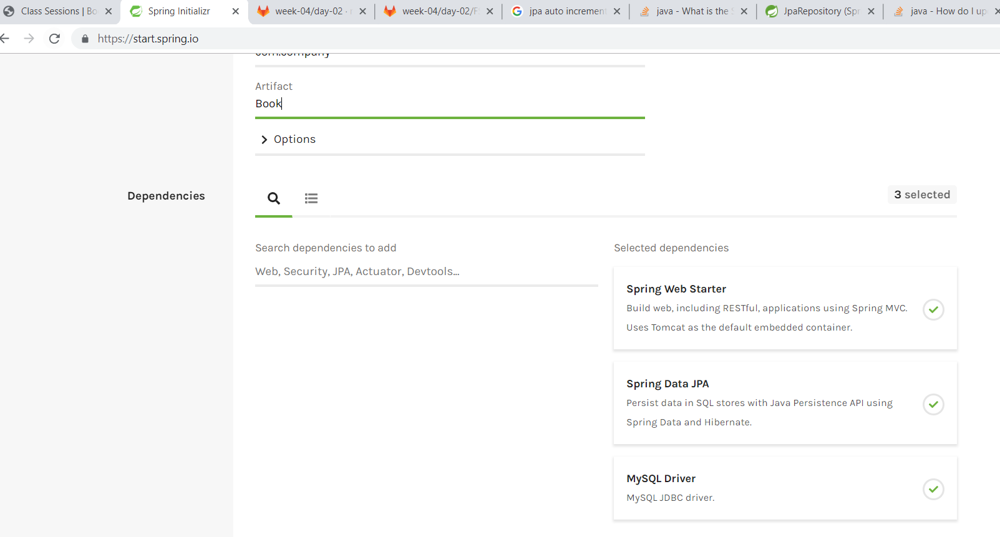 Class Sessions | Bo
Spring Initializr
week-04/day-02 ·
week-04/day-02/F
jpa auto increment
java - What is the S
JpaRepository (Spr
java - How do I up
https://start.spring.io
com.company
Artifact
Book
Options
Dependencies
3 selected
Search dependencies to add
Web, Security, JPA, Actuator, Devtools...
Selected dependencies
Spring Web Starter
Build web, including RESTful, applications using Spring MVC.
Uses Tomcat as the default embedded container.
Spring Data JPA
Persist data in SQL stores with Java Persistence API using
Spring Data and Hibernate.
MySQL Driver
MySQL JDBC driver.